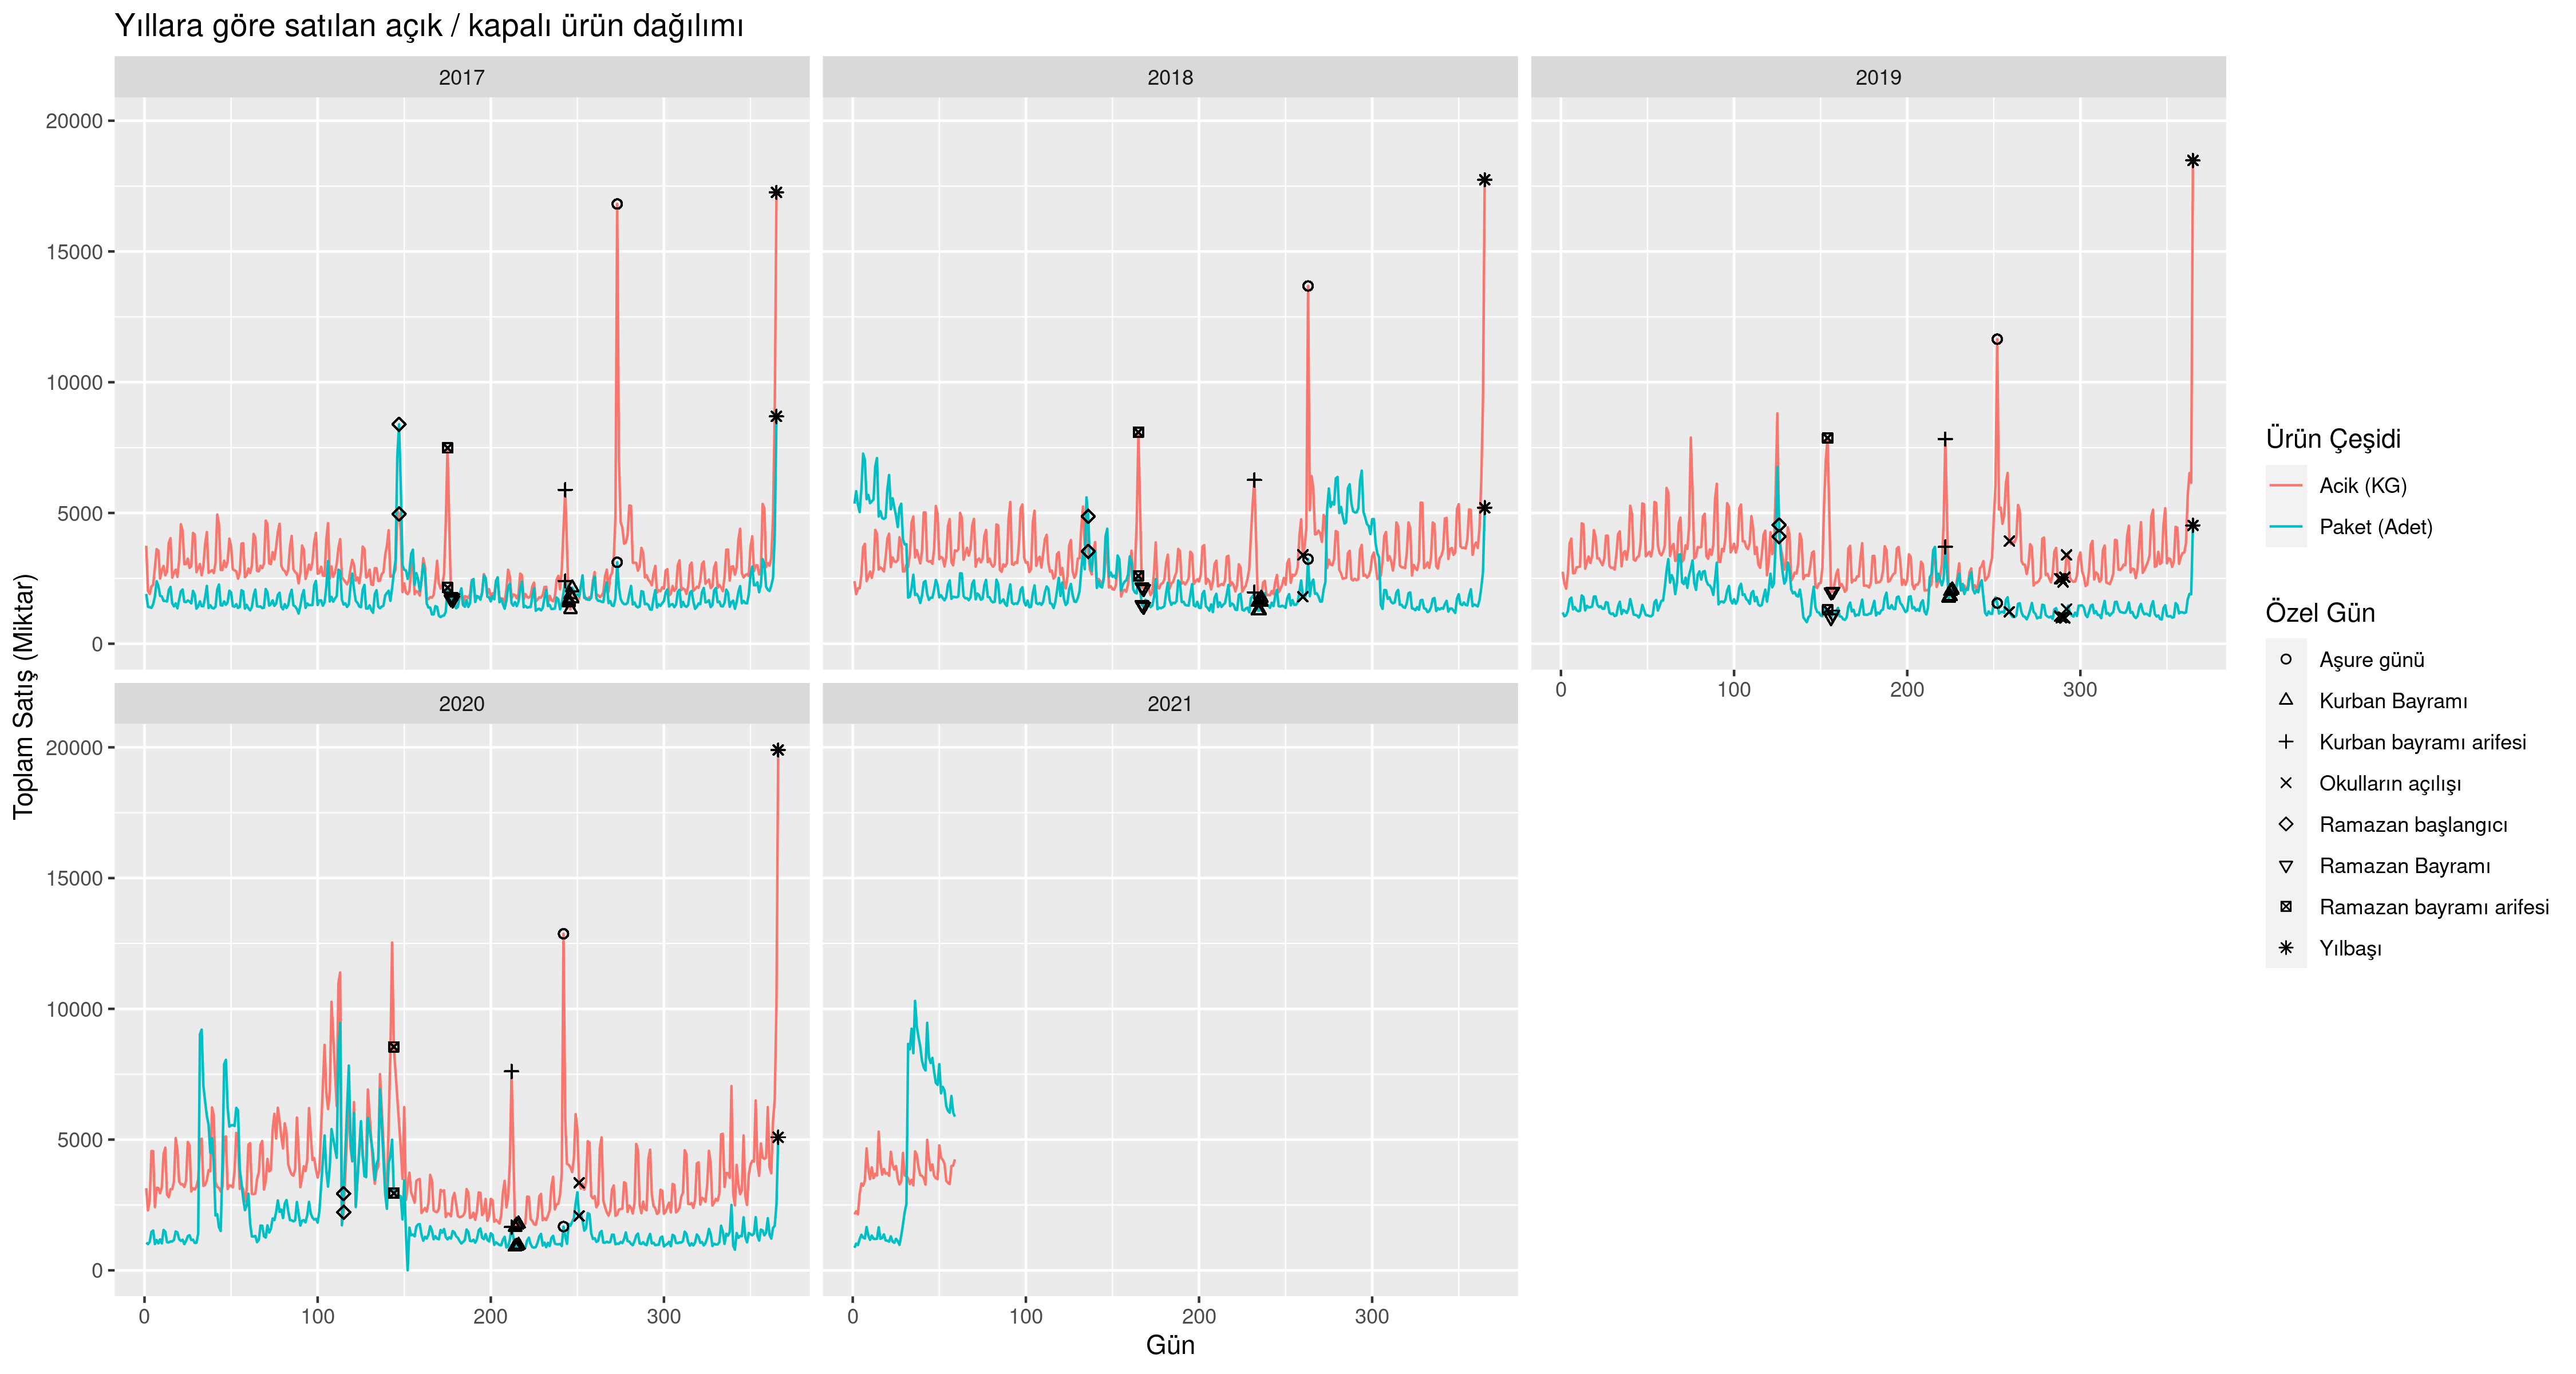 Yıllara göre satılan açık / kapalı ürün dağılımı
2017
2018
2019
20000
15000
10000
5000
0
0
100
200
300
2020
2021
20000
15000
10000
5000
0
0
100
200
300
0
100
200
300
Gün
Toplam Satış (Miktar)
Ürün Çeşidi
Acik (KG)
Paket (Adet)
Özel Gün
Aşure günü
Kurban Bayramı
Kurban bayramı arifesi
Okulların açılışı
Ramazan başlangıcı
Ramazan Bayramı
Ramazan bayramı arifesi
Yılbaşı